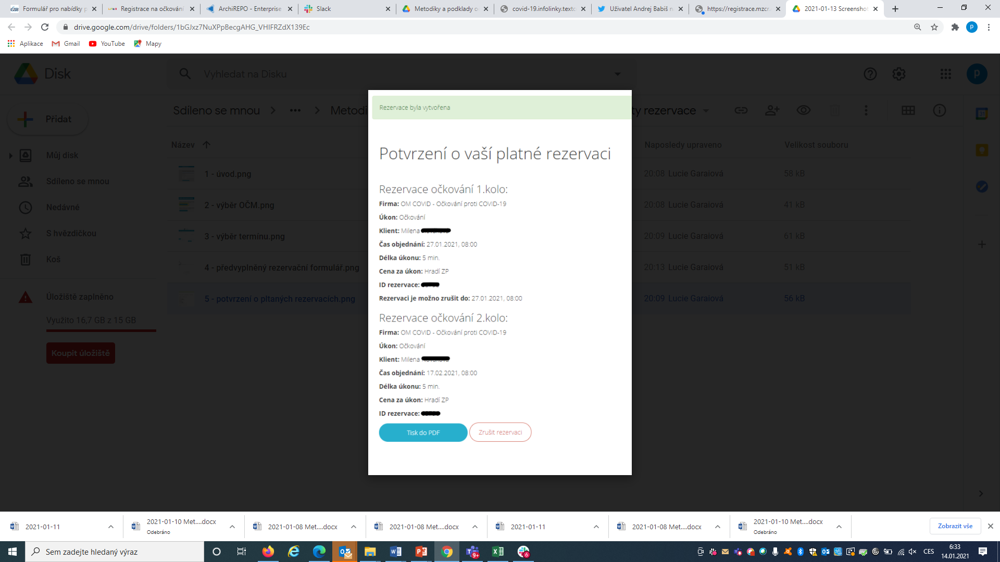 Formulář pro nabídky p
Registrace na očkování
ArchiREPO - Enterprise
Slack
Metodiky a podklady o
covid-19.infolinky.textc
Uživatel Andrej Babiš n
https://registrace.mzcr.
2021-01-13 Screenshot
drive.google.com/drive/folders/1bGJxz7NuXPpBecgAHG_VHIFRZdX139Ec
P
Aplikace
Gmail
YouTube
Mapy
Disk
Vyhledat na Disku
p
Přidat
Sdíleno se mnou
Metodi
ty rezervace
Název
Naposledy upraveno
Velikost souboru
Můj disk
Sdíleno se mnou
Nedávné
S hvězdičkou
Koš
Úložiště zaplněno
Využito 16,7 GB z 15 GB
Koupit úložiště
1 - úvod.png
20:08 Lucie Garaiová
58 kB
2 - výběr OČM.png
20:08 Lucie Garaiová
41 kB
3 - výběr termínu.png
20:09 Lucie Garaiová
61 kB
4 - předvyplněný rezervační formulář.png
20:13 Lucie Garaiová
51 kB
5 - potvrzení o pltaných rezervacích.png
20:09 Lucie Garaiová
56 kB
Rezervace byla vytvořena
Potvrzení o vaší platné rezervaci
Rezervace očkování 1.kolo:
Firma: OM COVID - Očkování proti COVID-19
Úkon: Očkování
Klient: Milena
Čas objednání: 27.01.2021, 08:00
Délka úkonu: 5 min.
Cena za úkon: Hradí ZP
ID rezervace:
Rezervaci je možno zrušit do: 27.01.2021, 08:00
Rezervace očkování 2.kolo:
Firma: OM COVID - Očkování proti COVID-19
Úkon: Očkování
Klient: Milena
Čas objednání: 17.02.2021, 08:00
Délka úkonu: 5 min.
Cena za úkon: Hradí ZP
ID rezervace:
Tisk do PDF
Zrušit rezervaci
2021-01-11
2021-01-10 Met....docx
Odebráno
2021-01-08 Met....docx
2021-01-08 Met....docx
2021-01-11
2021-01-08 Met....docx
2021-01-10 Met....docx
Odebráno
Zobrazit vše
Sem zadejte hledaný výraz
9+
6
CES
6:33
14.01.2021